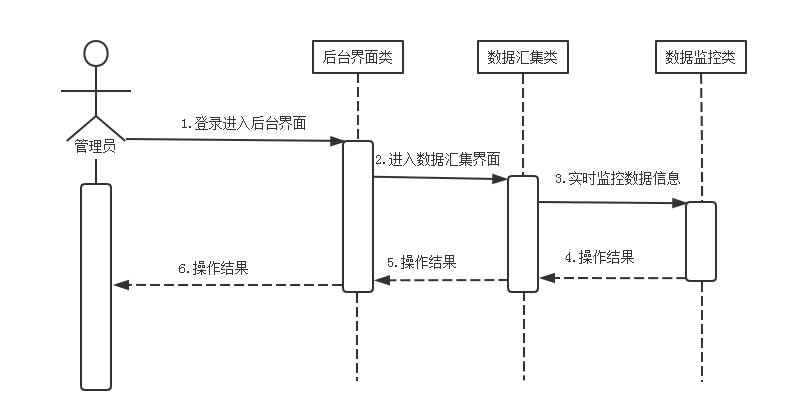 后台界面类
数据汇集类
数据监控类
1.登录进入后台界面
管理员
2.进入数据汇集界面
3.实时监控数据信息
4.操作结果
5.操作结果
6.操作结果